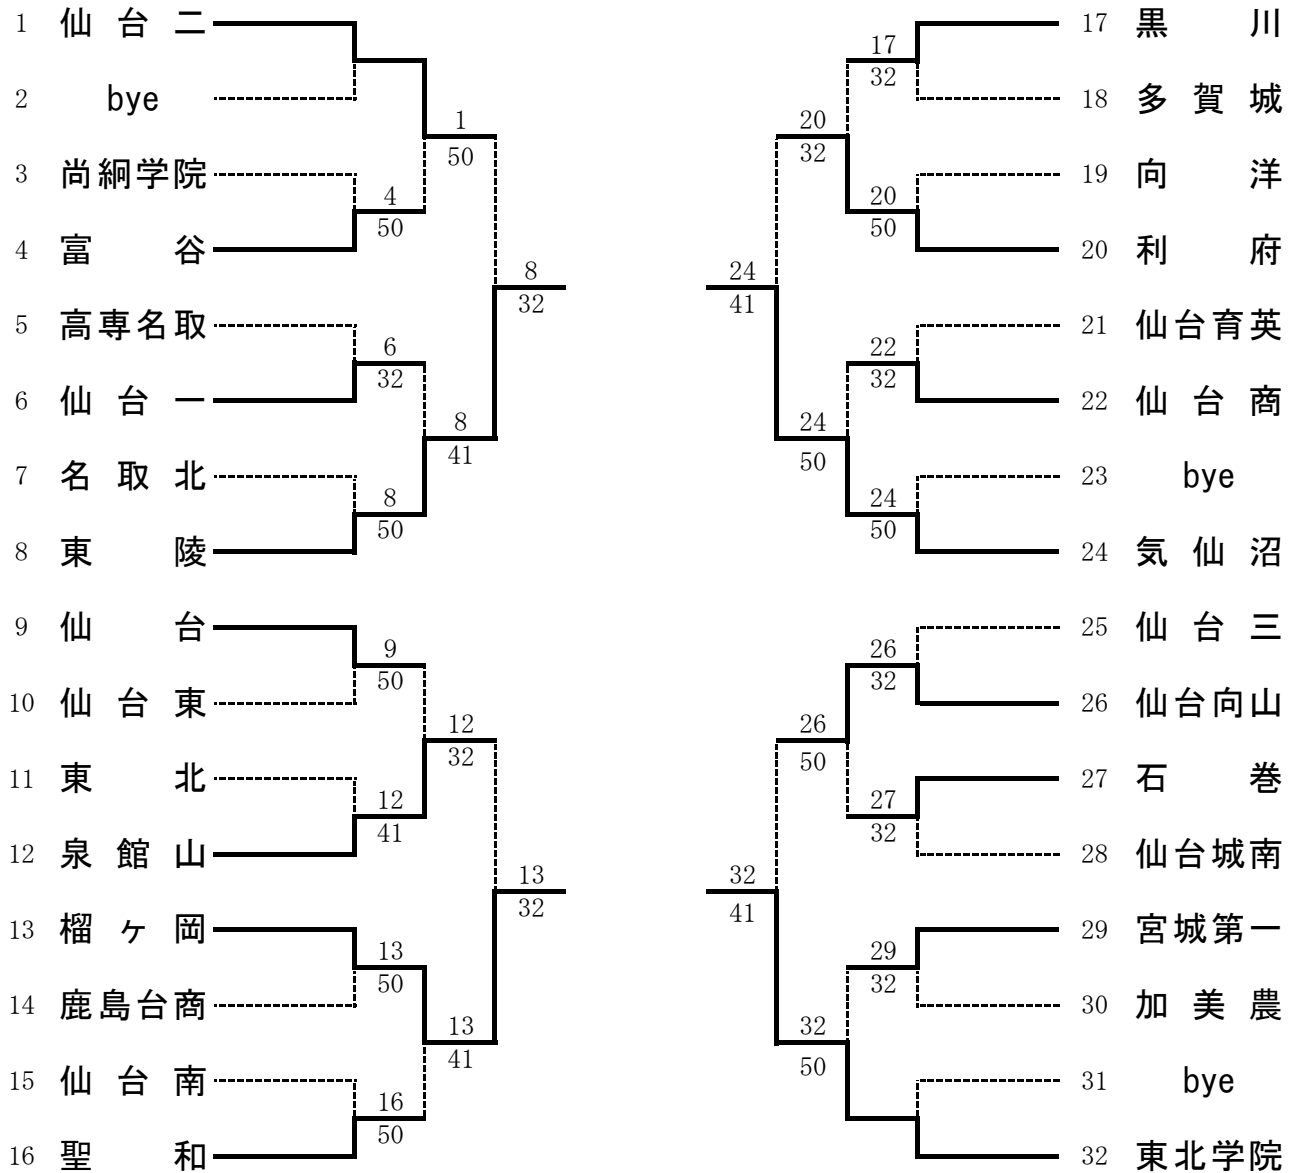 1 仙台二
2 bye
3 尚絅学院
4 富谷
5 高専名取
6 仙台一
7 名取北
8 東陵
9 仙台
10 仙台東
11 東北
12 泉館山
13 榴ヶ岡
14 鹿島台商
15 仙台南
16 聖和
4
50
6
32
8
50
9
50
12
41
13
50
16
50
1
50
8
41
12
32
13
41
8
32
13
32
24
41
32
41
20
32
24
50
26
50
32
50
17
32
20
50
22
32
24
50
26
32
27
32
29
32
17 黒川
18 多賀城
19 向洋
20 利府
21 仙台育英
22 仙台商
23 bye
24 気仙沼
25 仙台三
26 仙台向山
27 石巻
28 仙台城南
29 宮城第一
30 加美農
31 bye
32 東北学院